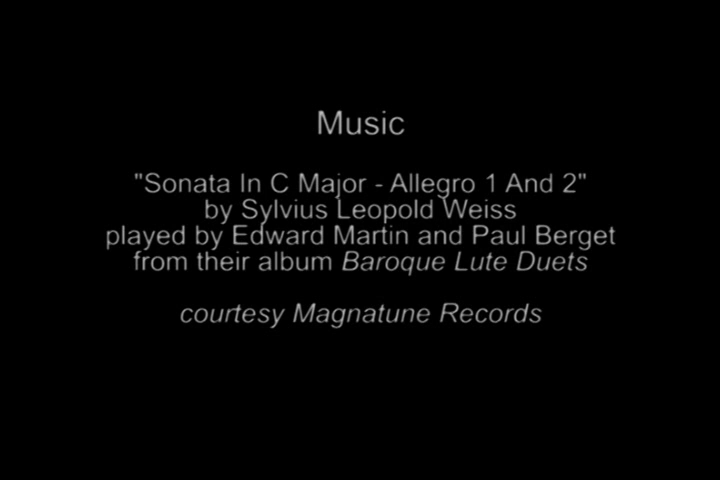 Music
"Sonata In C Major - Allegro 1 And 2"
by Sylvius Leopold Weiss
played by Edward Martin and Paul Berget
from their album Baroque Lute Duets
courtesy Magnatune Records